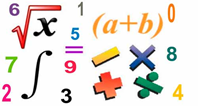 6 √x 1 (a+b) 0
5
7 ∫ = 9 − × 8
2 3 + ÷ 4